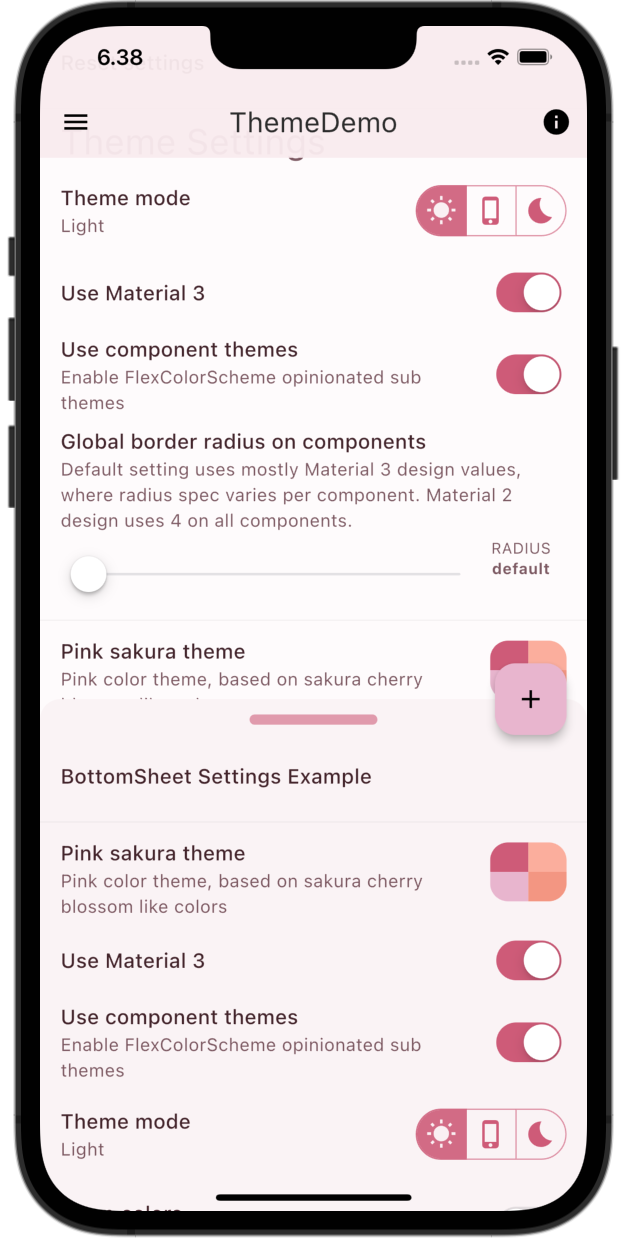 6.38
Reset settings
ThemeDemo
Theme Settings
Theme mode
Light
Use Material 3
Use component themes
Enable FlexColorScheme opinionated sub
themes
Global border radius on components
Default setting uses mostly Material 3 design values,
where radius spec varies per component. Material 2
design uses 4 on all components.
RADIUS
default
Pink sakura theme
Pink color theme, based on sakura cherry
+
BottomSheet Settings Example
Pink sakura theme
Pink color theme, based on sakura cherry
blossom like colors
Use Material 3
Use component themes
Enable FlexColorScheme opinionated sub
themes
Theme mode
Light
colors